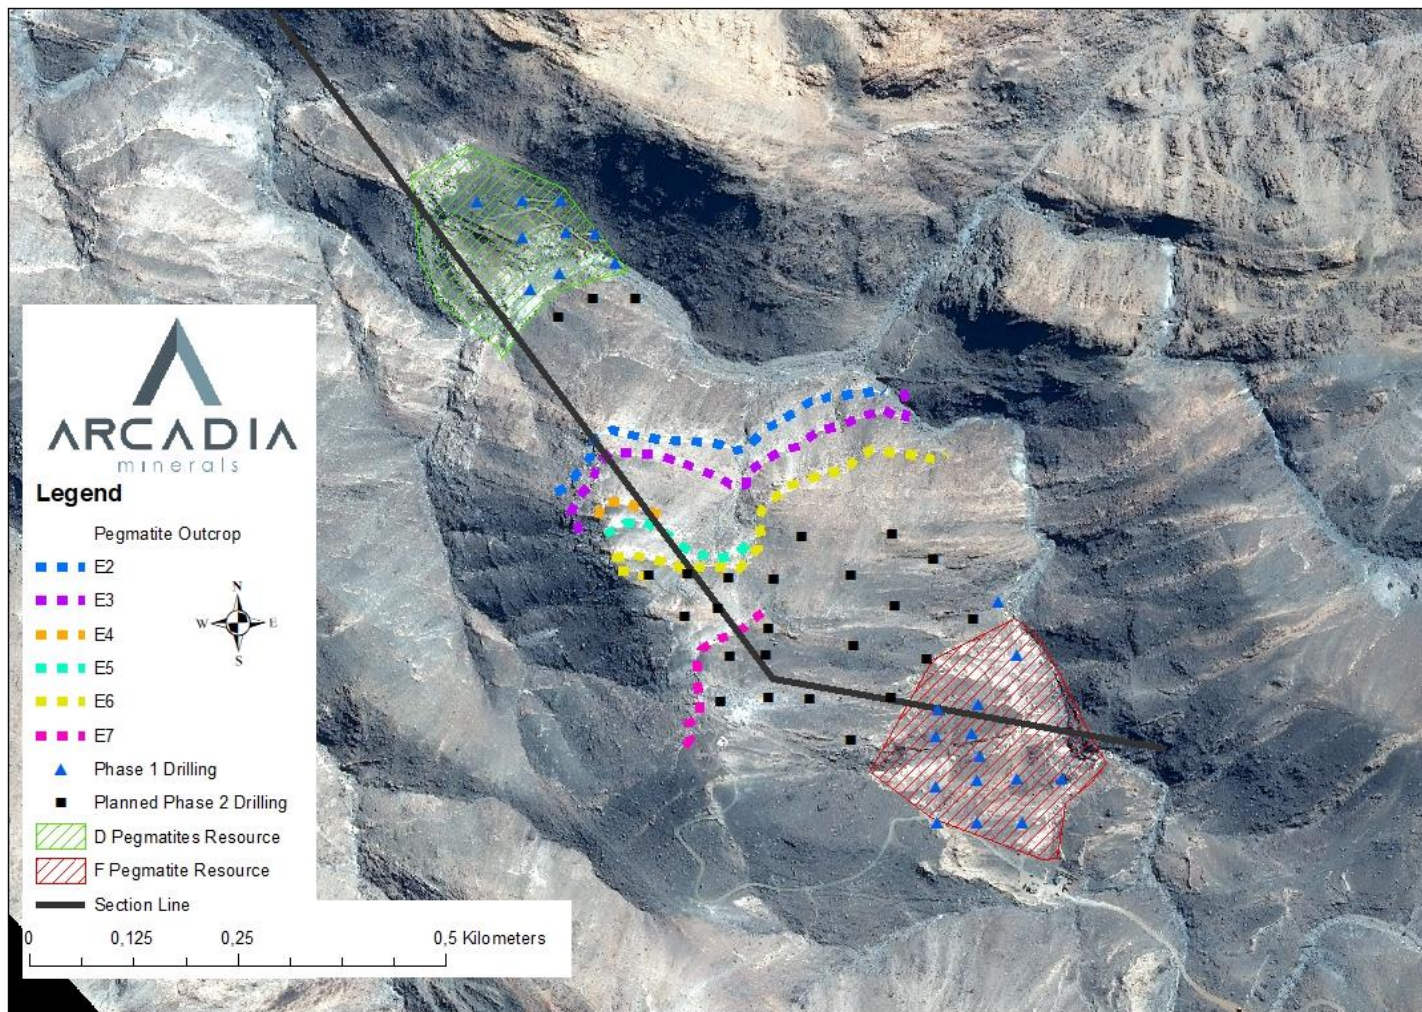 ARCADIA
minerals
Legend
Pegmatite Outcrop
E2
E3
E4
E5
E6
E7
N
W
E
S
Phase 1 Drilling
Planned Phase 2 Drilling
D Pegmatites Resource
F Pegmatite Resource
Section Line
0 0,125 0,25 0,5 Kilometers